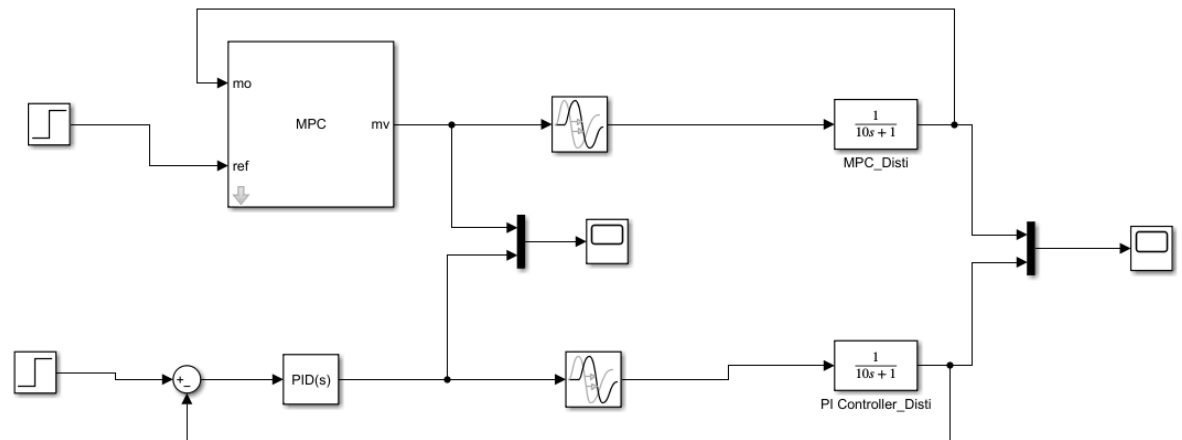 mo
MPC
mv
ref
1
10s+1
MPC_Disti
+
−
PID(s)
1
10s+1
PI Controller_Disti